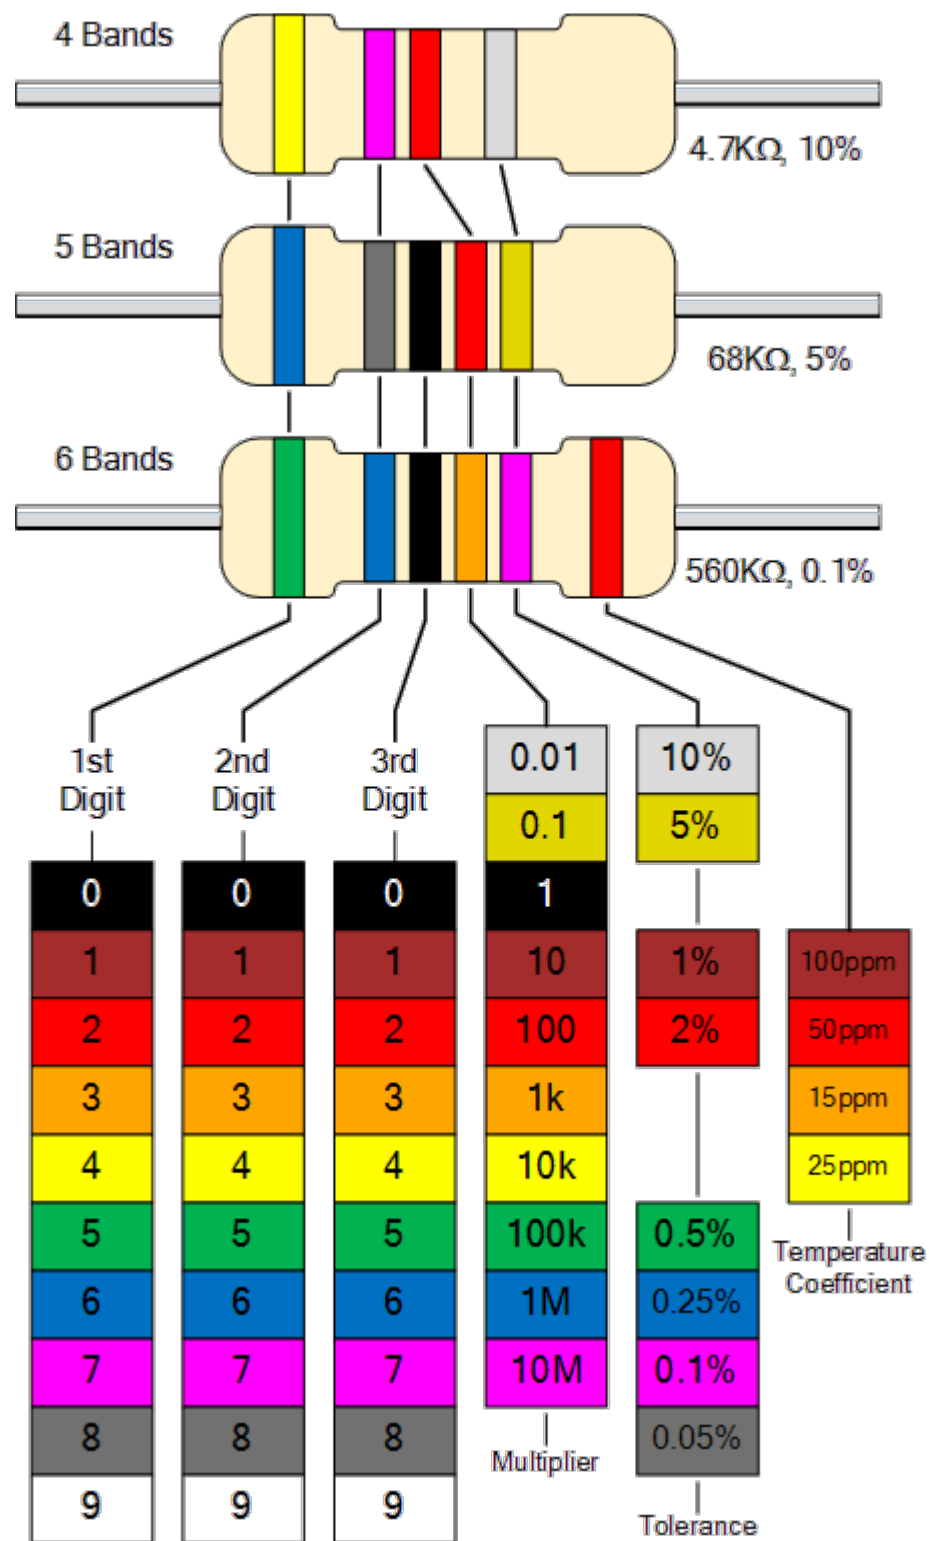 4 Bands
4.7KΩ, 10%
5 Bands
68KΩ, 5%
6 Bands
560KΩ, 0.1%
1st
Digit
2nd
Digit
3rd
Digit
0
1
2
3
4
5
6
7
8
9
0
1
2
3
4
5
6
7
8
9
0
1
2
3
4
5
6
7
8
9
0.01
0.1
1
10
100
1k
10k
100k
1M
10M
Multiplier
10%
5%
1%
2%
0.5%
0.25%
0.1%
0.05%
Tolerance
100ppm
50ppm
15ppm
25ppm
Temperature
Coefficient